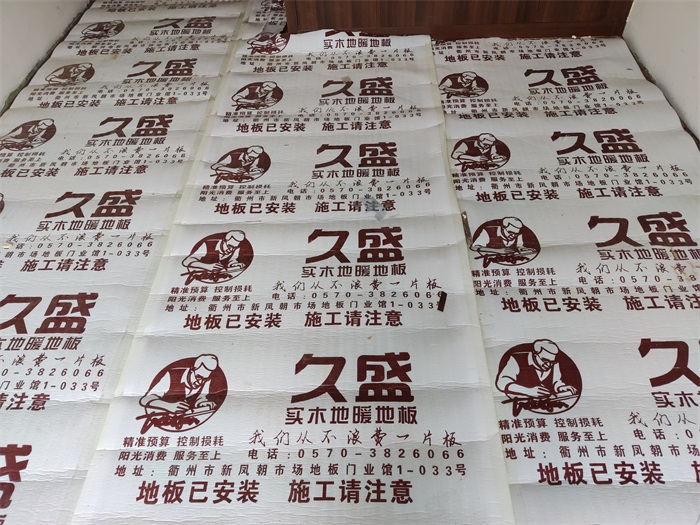 久盛
实木地暖地板
精准预算 控制损耗
我们从不浪费一片板
阳光消费 服务至上
电话:0570-3826066
地址:衢州市新凤朝市场地板门业馆1-033号
地板已安装 施工请注意